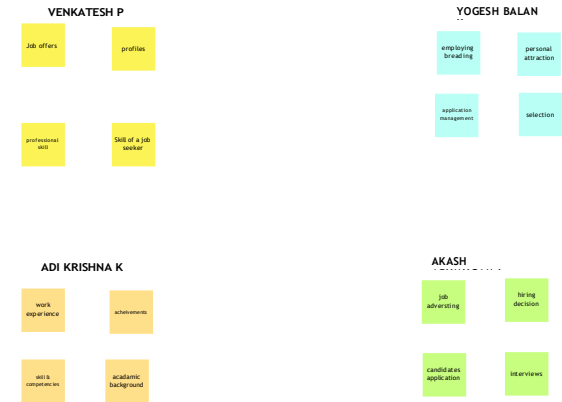 VENKATESH P
Job offers
profiles
professional
skill
Skill of a job
seeker
YOGESH BALAN
employing
breading
personal
attraction
application
management
selection
ADI KRISHNA K
work
experience
acheivements
skill &
competencies
acadamic
background
AKASH
job
adversting
hiring
decision
candidates
application
interviews